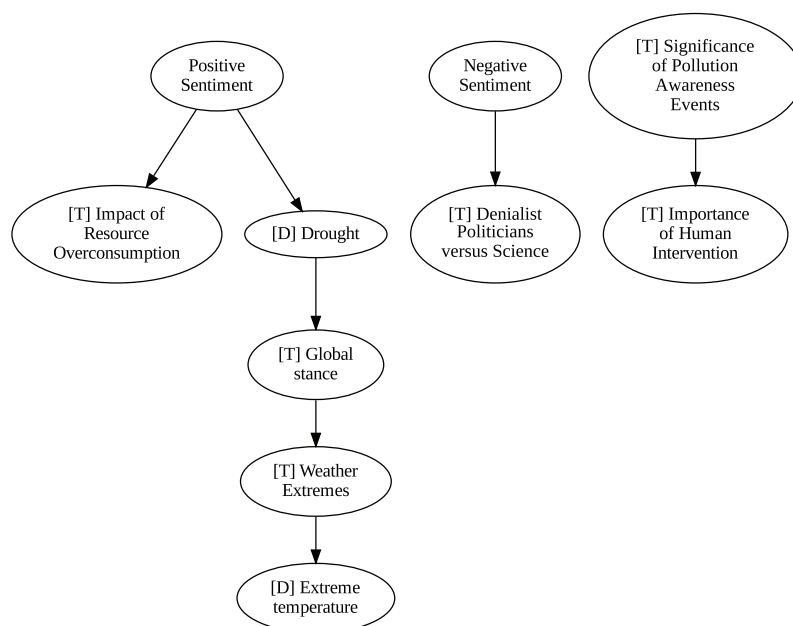 Positive
Sentiment
Negative
Sentiment
[T] Significance
of Pollution
Awareness
Events
[T] Impact of
Resource
Overconsumption
[D] Drought
[T] Denialist
Politicians
versus Science
[T] Importance
of Human
Intervention
[T] Global
stance
[T] Weather
Extremes
[D] Extreme
temperature